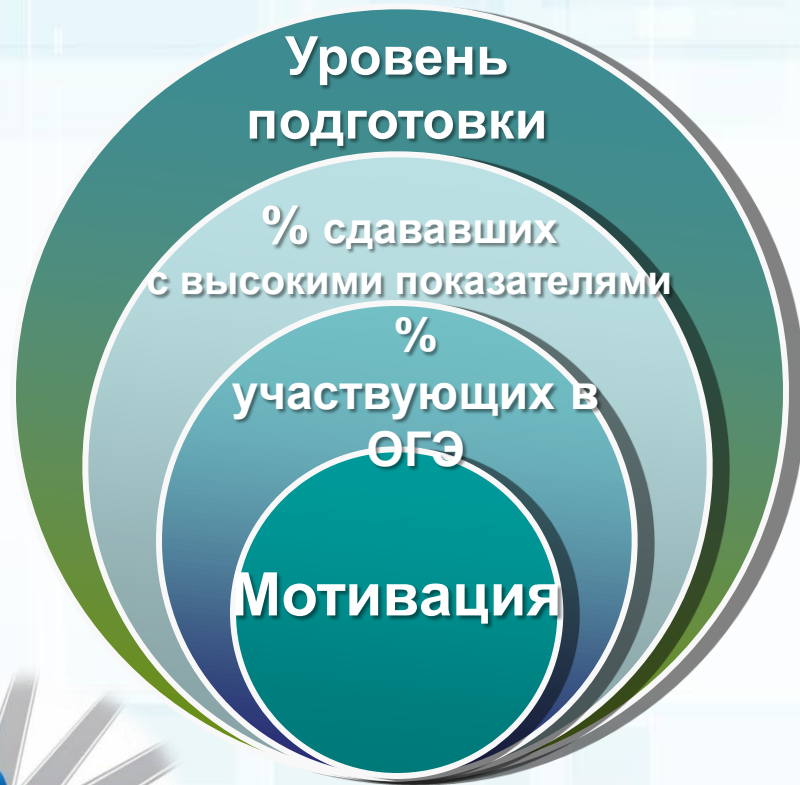 Уровень
подготовки
% сдававших
с высокими показателями
%
участвующих в
ОГЭ
Мотивация